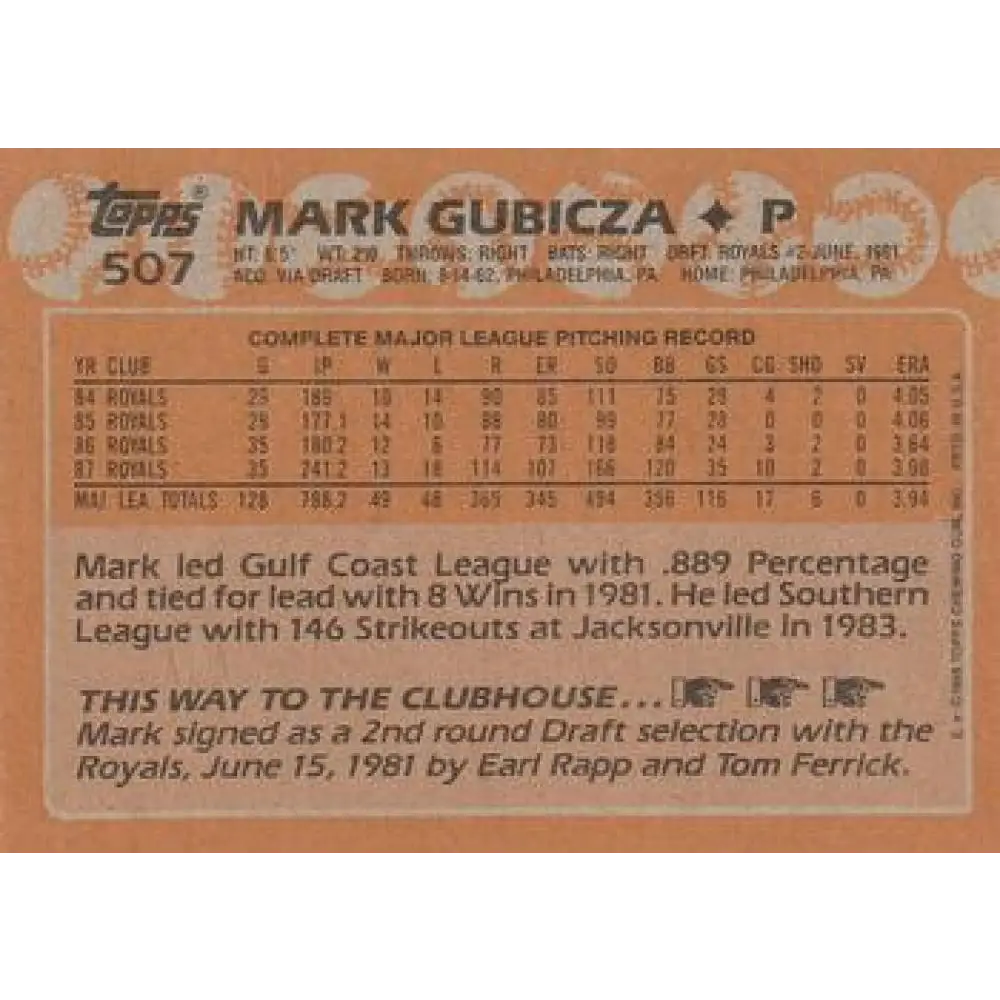 Topps®
507
MARK GUBICZA ✦ P
HT: 6'5" WT: 210 THROWS: RIGHT BATS: RIGHT DRFT: ROYALS #2-JUNE, 1981
ACQ: VIA DRAFT BORN: 8-14-62, PHILADELPHIA, PA HOME: PHILADELPHIA, PA
COMPLETE MAJOR LEAGUE PITCHING RECORD
YR CLUB G IP W L R ER SO BB GS CG SHO SV ERA
84 ROYALS 29 189 10 14 90 85 111 75 29 4 2 0 4.05
85 ROYALS 29 177.1 14 10 88 80 99 77 28 0 0 0 4.06
86 ROYALS 35 180.2 12 6 77 73 118 84 24 3 2 0 3.64
87 ROYALS 35 241.2 13 18 114 107 166 120 35 10 2 0 3.98
MAJ. LEA. TOTALS 128 788.2 49 48 369 345 494 356 116 17 6 0 3.94
Mark led Gulf Coast League with .889 Percentage
and tied for lead with 8 Wins in 1981. He led Southern
League with 146 Strikeouts at Jacksonville in 1983.
THIS WAY TO THE CLUBHOUSE...
Mark signed as a 2nd round Draft selection with the
Royals, June 15, 1981 by Earl Rapp and Tom Ferrick.